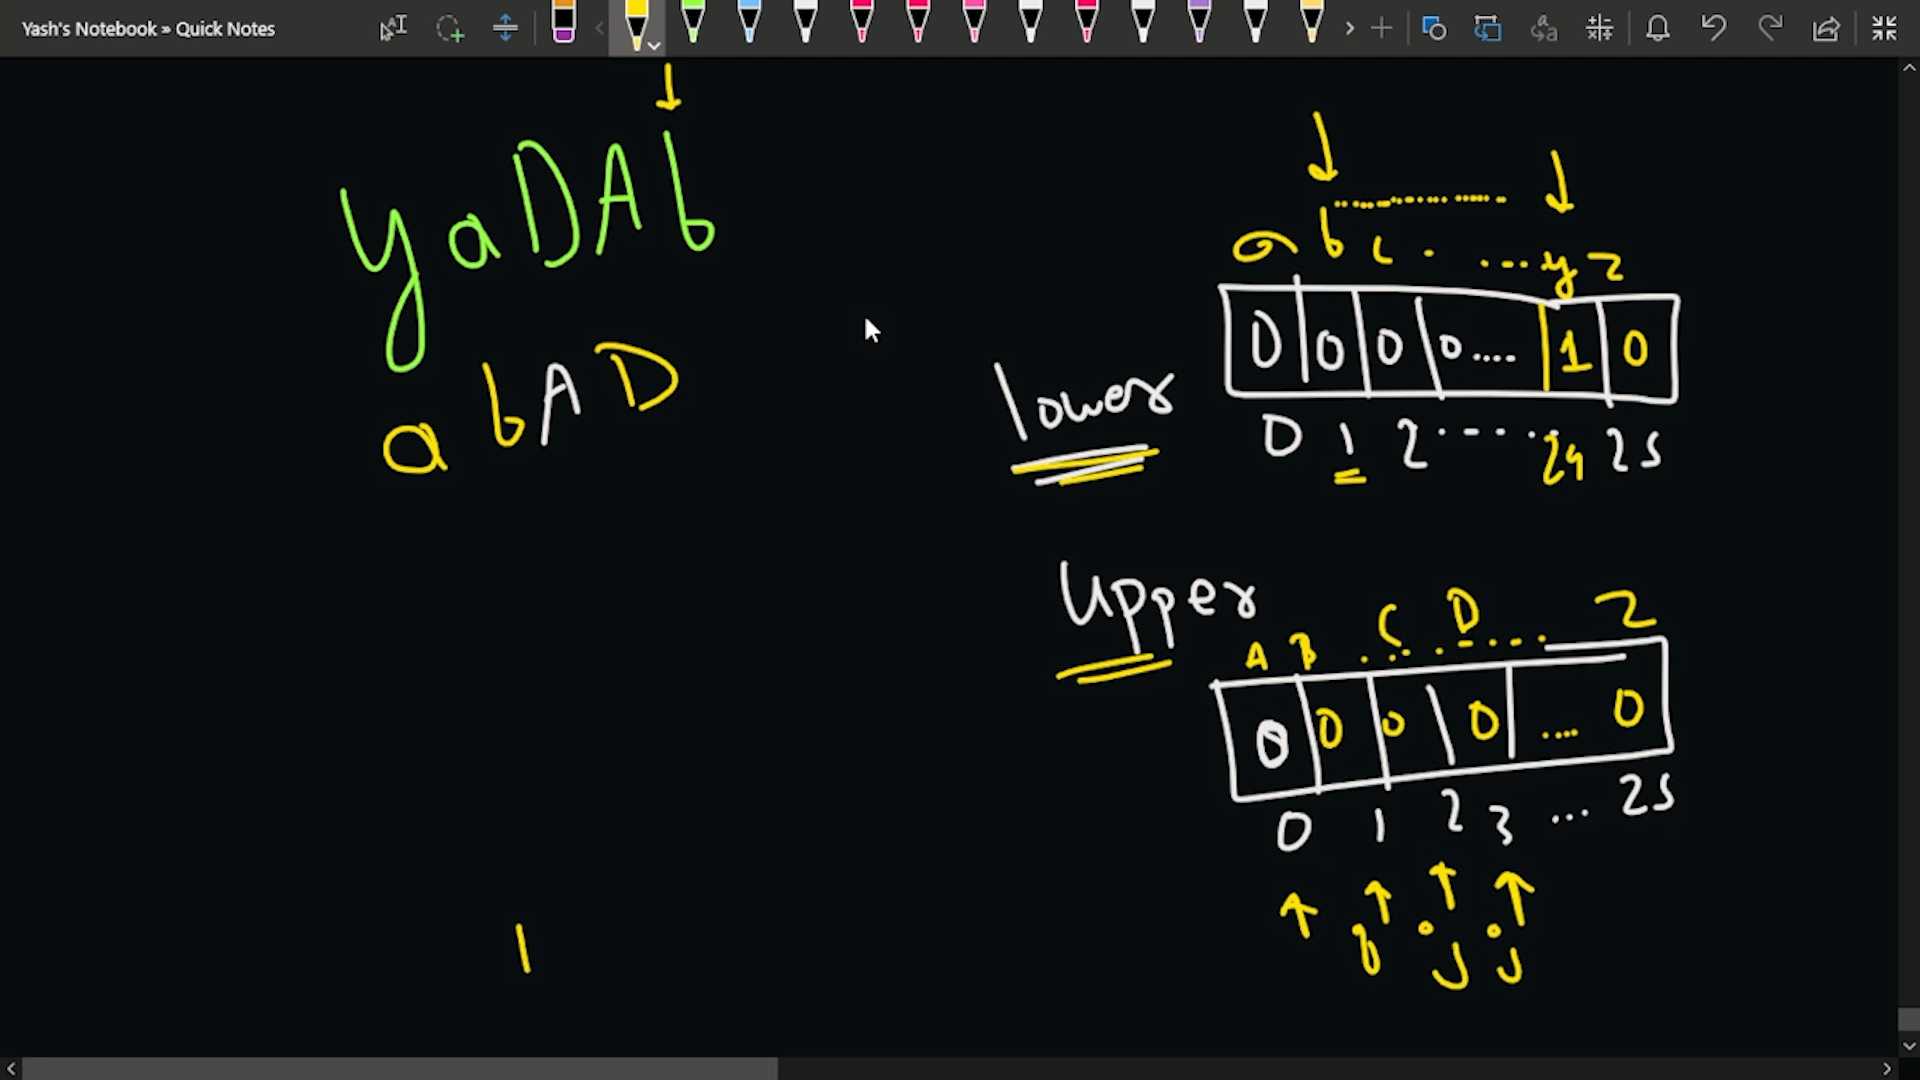 Yash's Notebook » Quick Notes
yaDAb
abAD
a b c . ....y z
0 0 0 0.... 1 0
lower
0 1 2 ..... 24 25
Upper
A B . . C . D . . . Z
0 0 0 0 .... 0
0 1 2 3 ... 25
j j
1